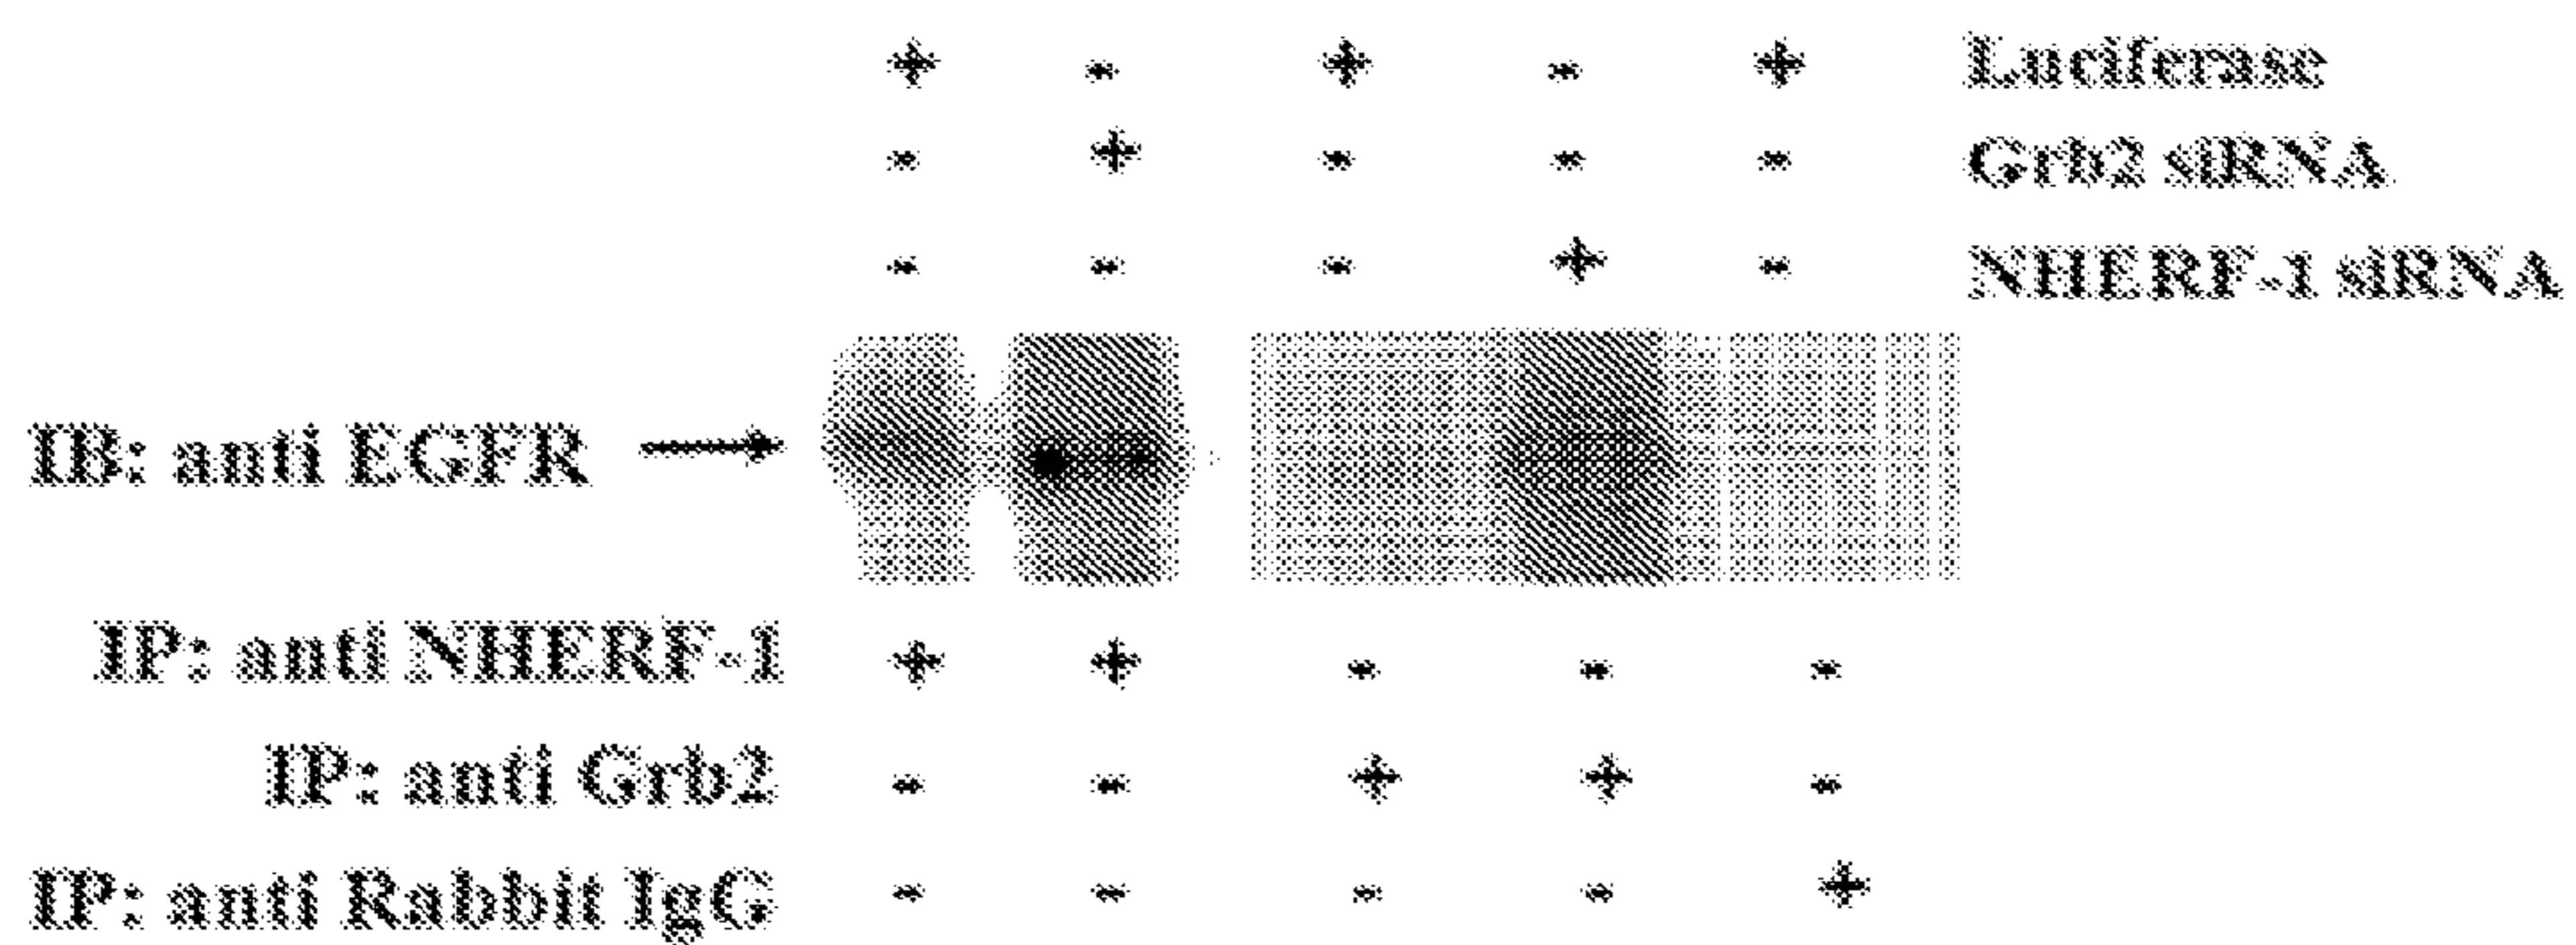 + - + - + Luciferase
- + - - - Grb2 siRNA
- - - + - NHERF-1 siRNA
IB: anti EGFR →
IP: anti NHERF-1 + + - - -
IP: anti Grb2 - - + + -
IP: anti Rabbit IgG - - - - +